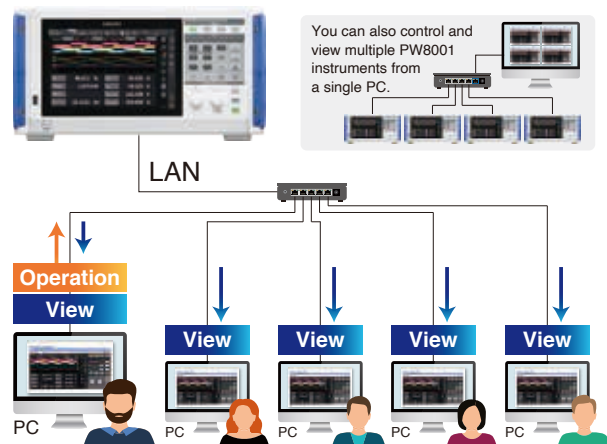 You can also control and
view multiple PW8001
instruments from
a single PC.
LAN
Operation
View
View
View
View
View
PC
PC
PC
PC
PC